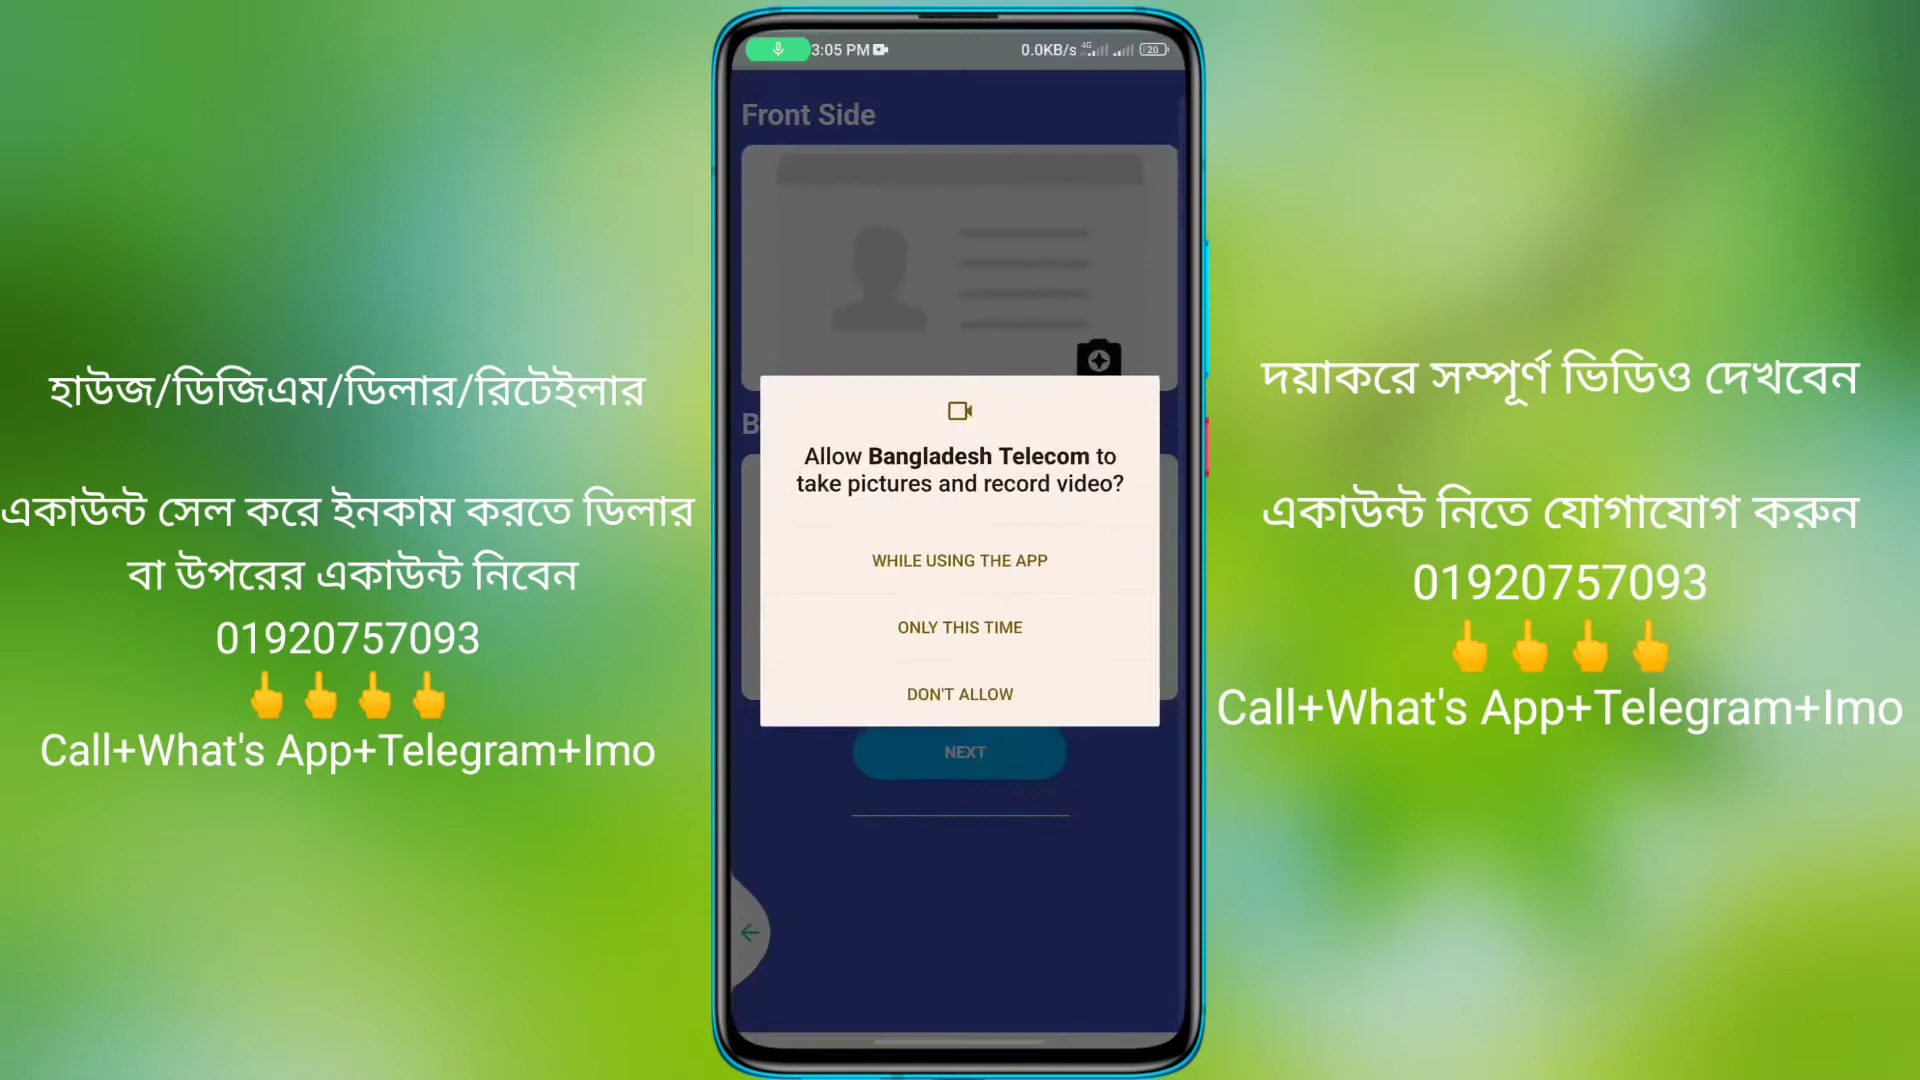 3:05 PM
0.0KB/s 4G 20
Front Side
হাউজ/ডিজিএম/ডিলার/রিটেইলার
একাউন্ট সেল করে ইনকাম করতে ডিলার
বা উপরের একাউন্ট নিবেন
01920757093
👆👆👆👆
Call+What's App+Telegram+Imo
B
Allow Bangladesh Telecom to
take pictures and record video?
WHILE USING THE APP
ONLY THIS TIME
DON'T ALLOW
NEXT
দয়াকরে সম্পূর্ণ ভিডিও দেখবেন
একাউন্ট নিতে যোগাযোগ করুন
01920757093
👆👆👆👆
Call+What's App+Telegram+Imo